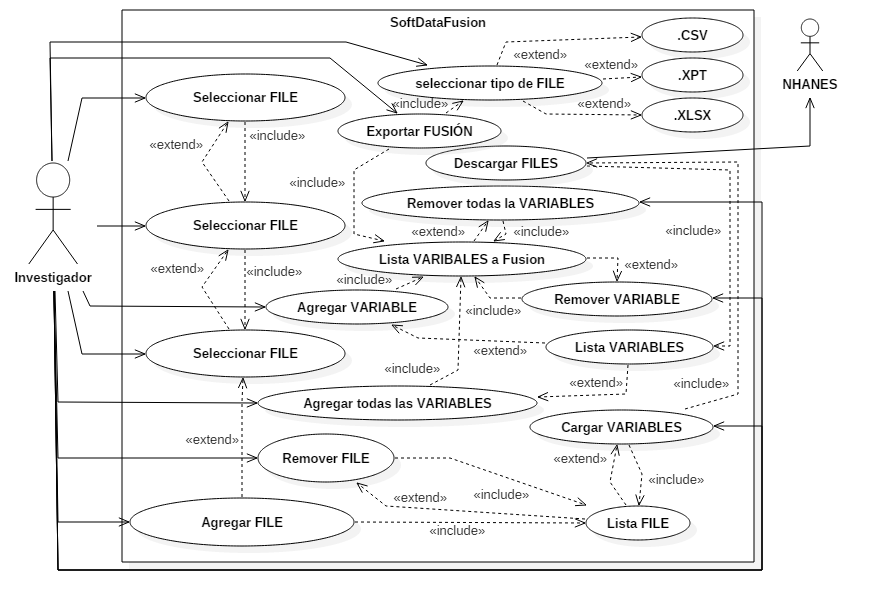 SoftDataFusion
.CSV
«extend»
«extend»
.XPT
seleccionar tipo de FILE
NHANES
Seleccionar FILE
«include»
«extend»
.XLSX
Exportar FUSIÓN
«extend»
«include»
Descargar FILES
«include»
Remover todas la VARIABLES
Seleccionar FILE
«extend»
«include»
«include»
Lista VARIBALES a Fusion
«extend»
«extend»
«include»
Investigador
«include»
Agregar VARIABLE
Remover VARIABLE
«include»
Seleccionar FILE
«extend»
Lista VARIABLES
«include»
«extend»
«include»
Agregar todas las VARIABLES
Cargar VARIABLES
«extend»
Remover FILE
«extend»
«include»
«extend»
«include»
Agregar FILE
Lista FILE
«include»